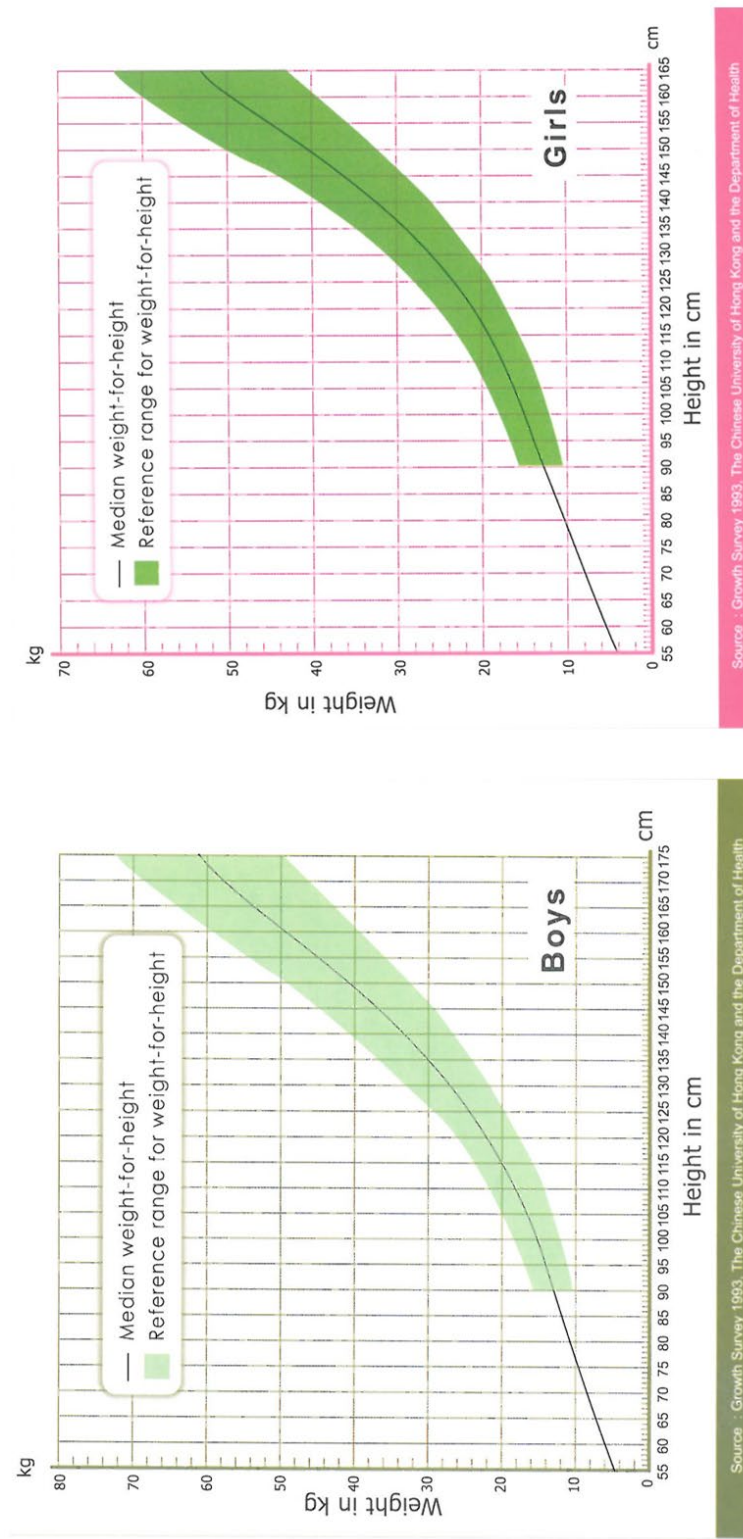 kg
80
70
60
50
40
30
20
10
0
Weight in kg
Median weight-for-height
Reference range for weight-for-height
Boys
55 60 65 70 75 80 85 90 95 100 105 110 115 120 125 130 135 140 145 150 155 160 165 170 175
cm
Height in cm
Source : Growth Survey 1993, The Chinese University of Hong Kong and the Department of Health
kg
70
60
50
40
30
20
10
0
Weight in kg
Median weight-for-height
Reference range for weight-for-height
Girls
55 60 65 70 75 80 85 90 95 100 105 110 115 120 125 130 135 140 145 150 155 160 165
cm
Height in cm
Source : Growth Survey 1993, The Chinese University of Hong Kong and the Department of Health